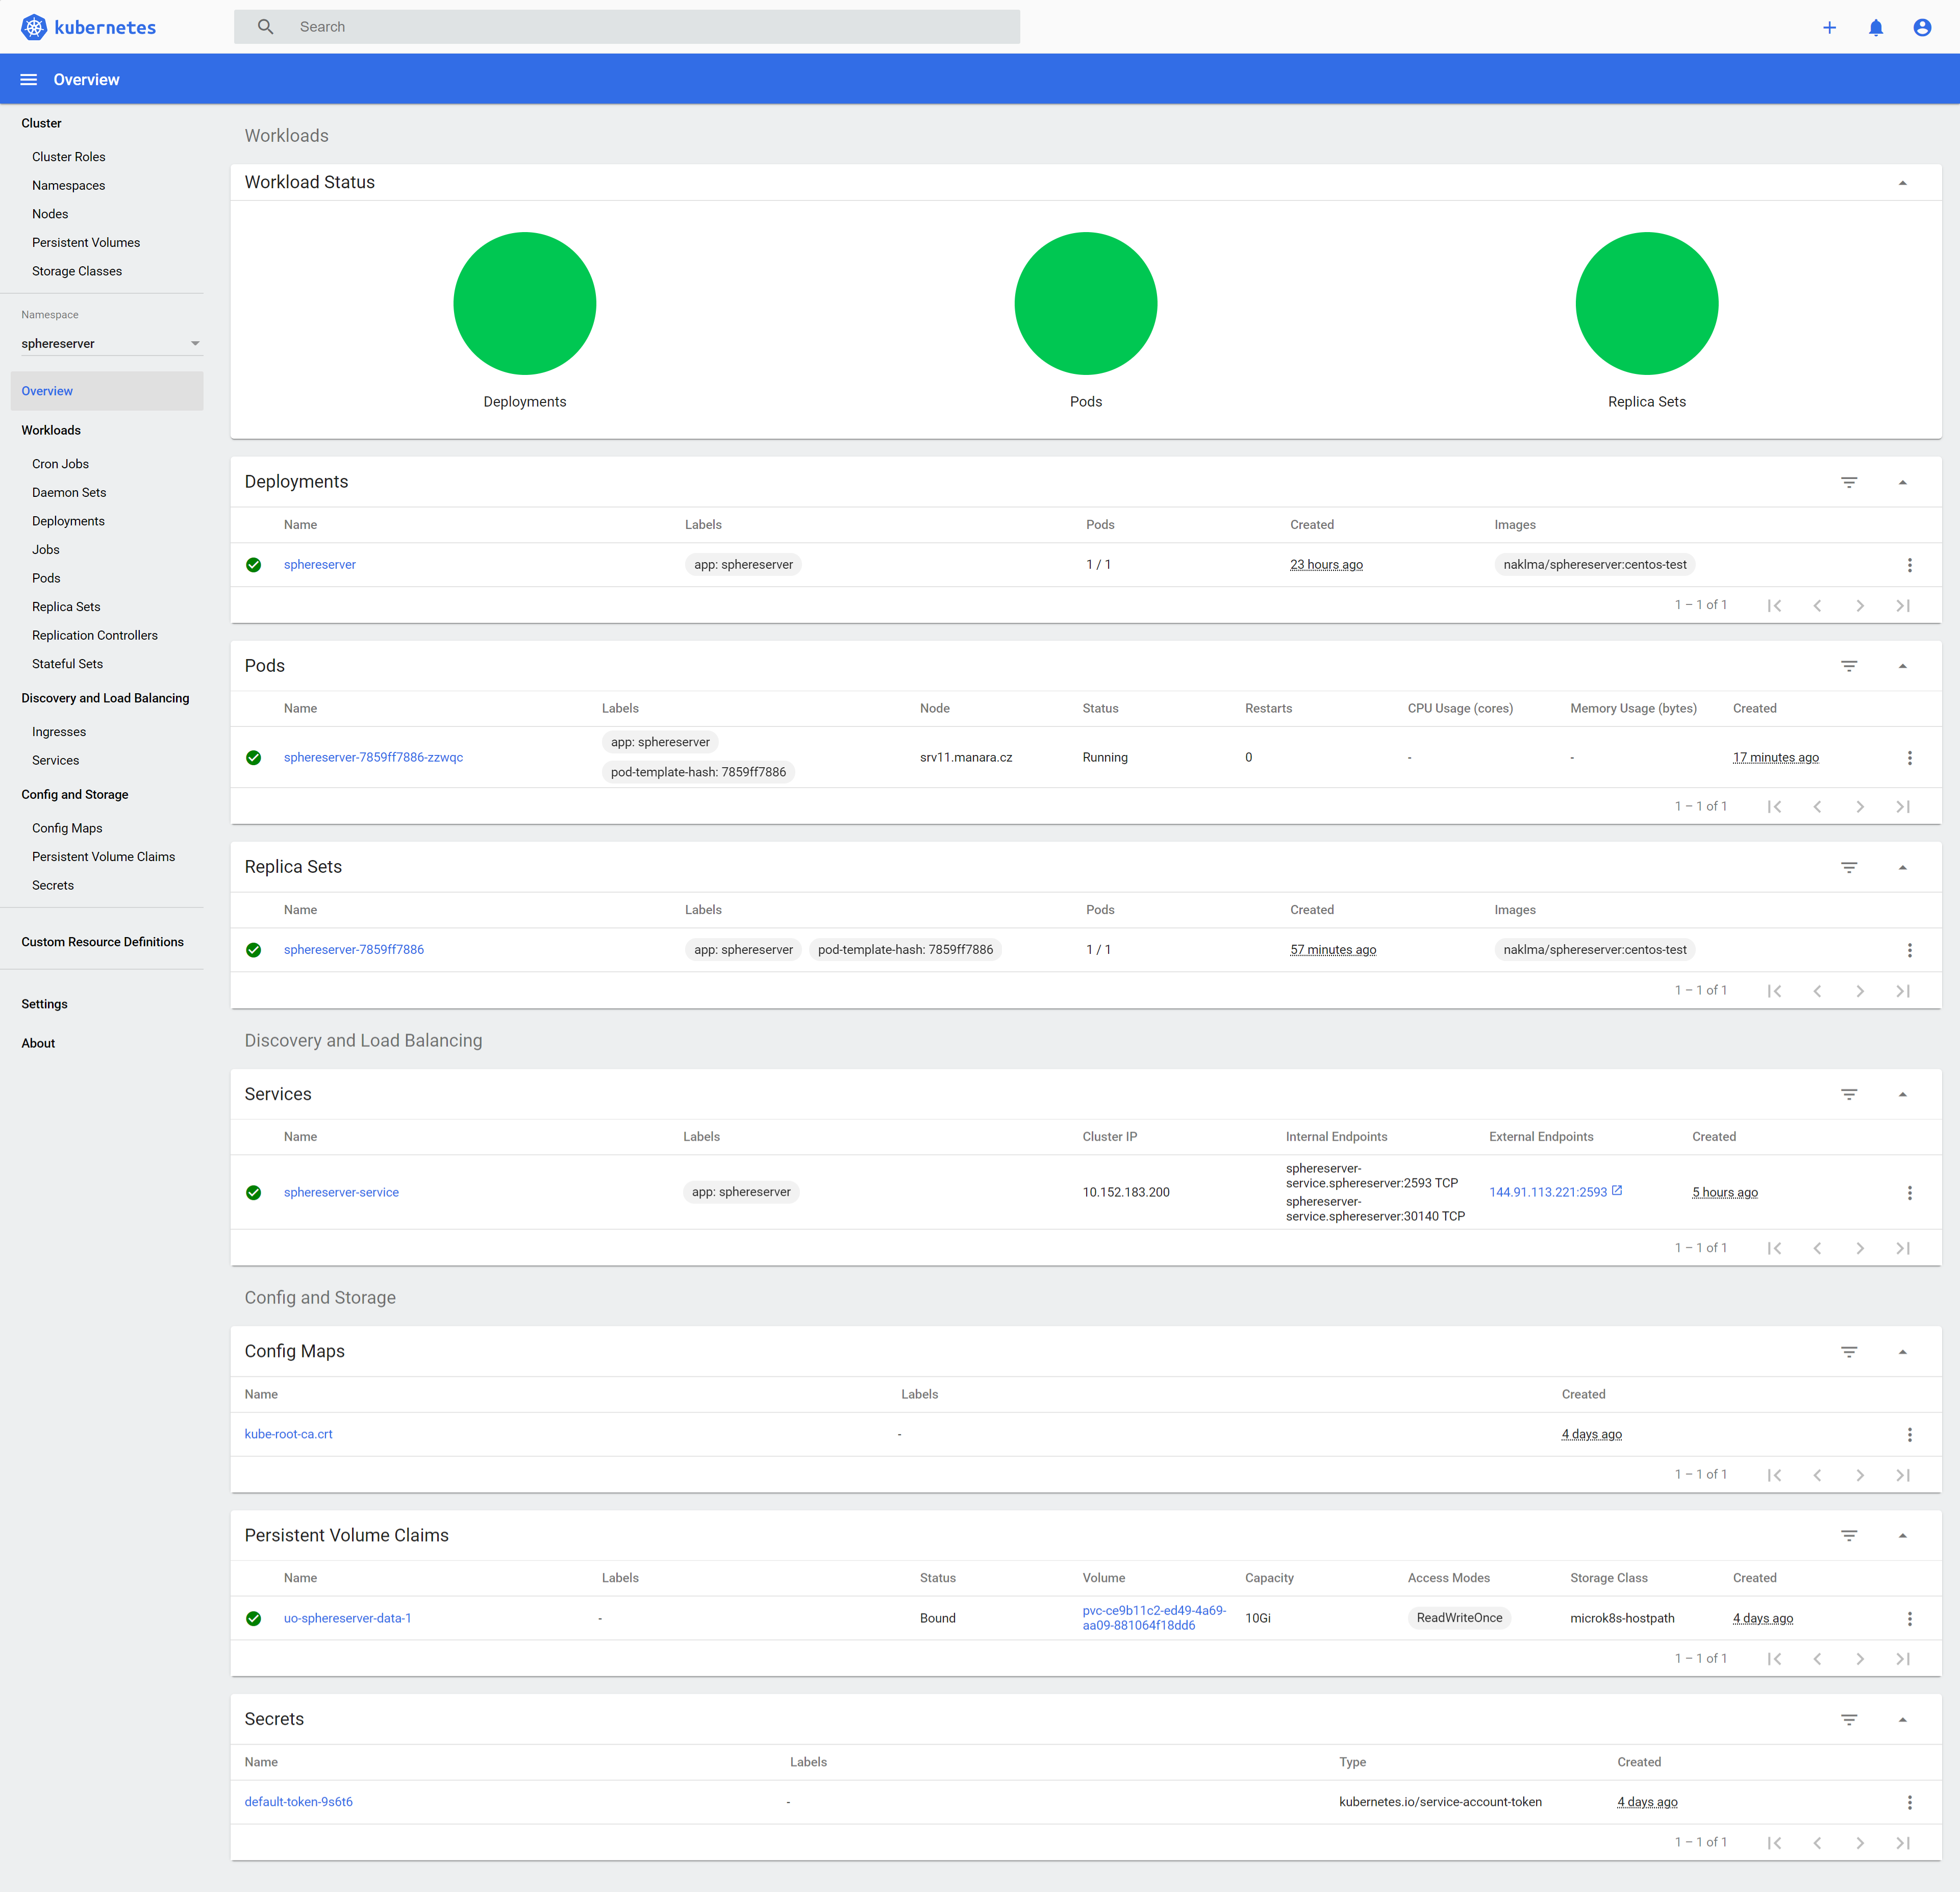 kubernetes
Search
Overview
Cluster
Cluster Roles
Namespaces
Nodes
Persistent Volumes
Storage Classes
Namespace
sphereserver
Overview
Workloads
Cron Jobs
Daemon Sets
Deployments
Jobs
Pods
Replica Sets
Replication Controllers
Stateful Sets
Discovery and Load Balancing
Ingresses
Services
Config and Storage
Config Maps
Persistent Volume Claims
Secrets
Custom Resource Definitions
Settings
About
Workloads
Workload Status
Deployments Pods Replica Sets
Deployments
Name Labels Pods Created Images
sphereserver app: sphereserver 1 / 1 23 hours ago naklma/sphereserver:centos-test
1 – 1 of 1
Pods
Name Labels Node Status Restarts CPU Usage (cores) Memory Usage (bytes) Created
sphereserver-7859ff7886-zzwqc app: sphereserver srv11.manara.cz Running 0 - - 17 minutes ago
pod-template-hash: 7859ff7886
1 – 1 of 1
Replica Sets
Name Labels Pods Created Images
sphereserver-7859ff7886 app: sphereserver pod-template-hash: 7859ff7886 1 / 1 57 minutes ago naklma/sphereserver:centos-test
1 – 1 of 1
Discovery and Load Balancing
Services
Name Labels Cluster IP Internal Endpoints External Endpoints Created
sphereserver-service app: sphereserver 10.152.183.200 sphereserver-
service.sphereserver:2593 TCP
sphereserver-
service.sphereserver:30140 TCP 144.91.113.221:2593 5 hours ago
1 – 1 of 1
Config and Storage
Config Maps
Name Labels Created
kube-root-ca.crt - 4 days ago
1 – 1 of 1
Persistent Volume Claims
Name Labels Status Volume Capacity Access Modes Storage Class Created
uo-sphereserver-data-1 - Bound pvc-ce9b11c2-ed49-4a69-
aa09-881064f18dd6 10Gi ReadWriteOnce microk8s-hostpath 4 days ago
1 – 1 of 1
Secrets
Name Labels Type Created
default-token-9s6t6 - kubernetes.io/service-account-token 4 days ago
1 – 1 of 1